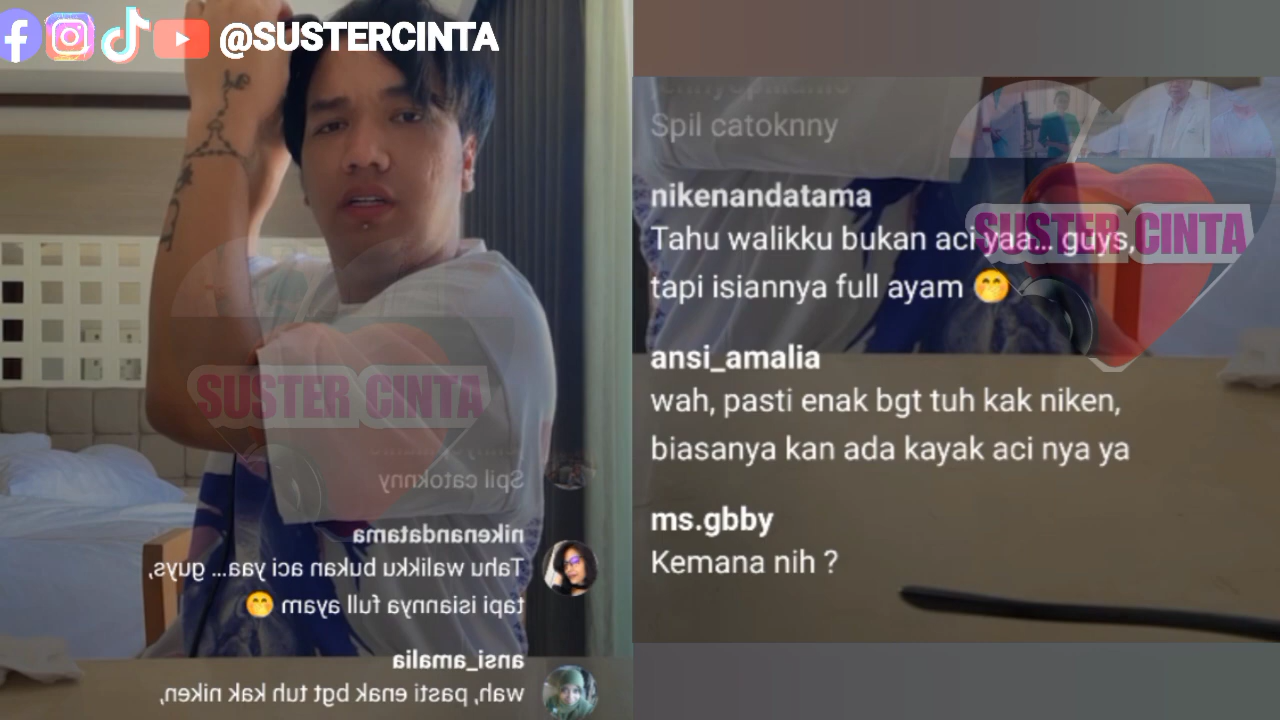 @SUSTERCINTA
SUSTER CINTA
Spil catoknny
nikenandatama
Tahu walikku bukan aci yaa... guys,
tapi isiannya full ayam 🤭
ansi_amalia
wah, pasti enak bgt tuh kak niken,
Spil catoknny
nikenandatama
Tahu walikku bukan aci yaa... guys,
tapi isiannya full ayam 🤭
ansi_amalia
wah, pasti enak bgt tuh kak niken,
biasanya kan ada kayak aci nya ya
ms.gbby
Kemana nih ?
SUSTER CINTA